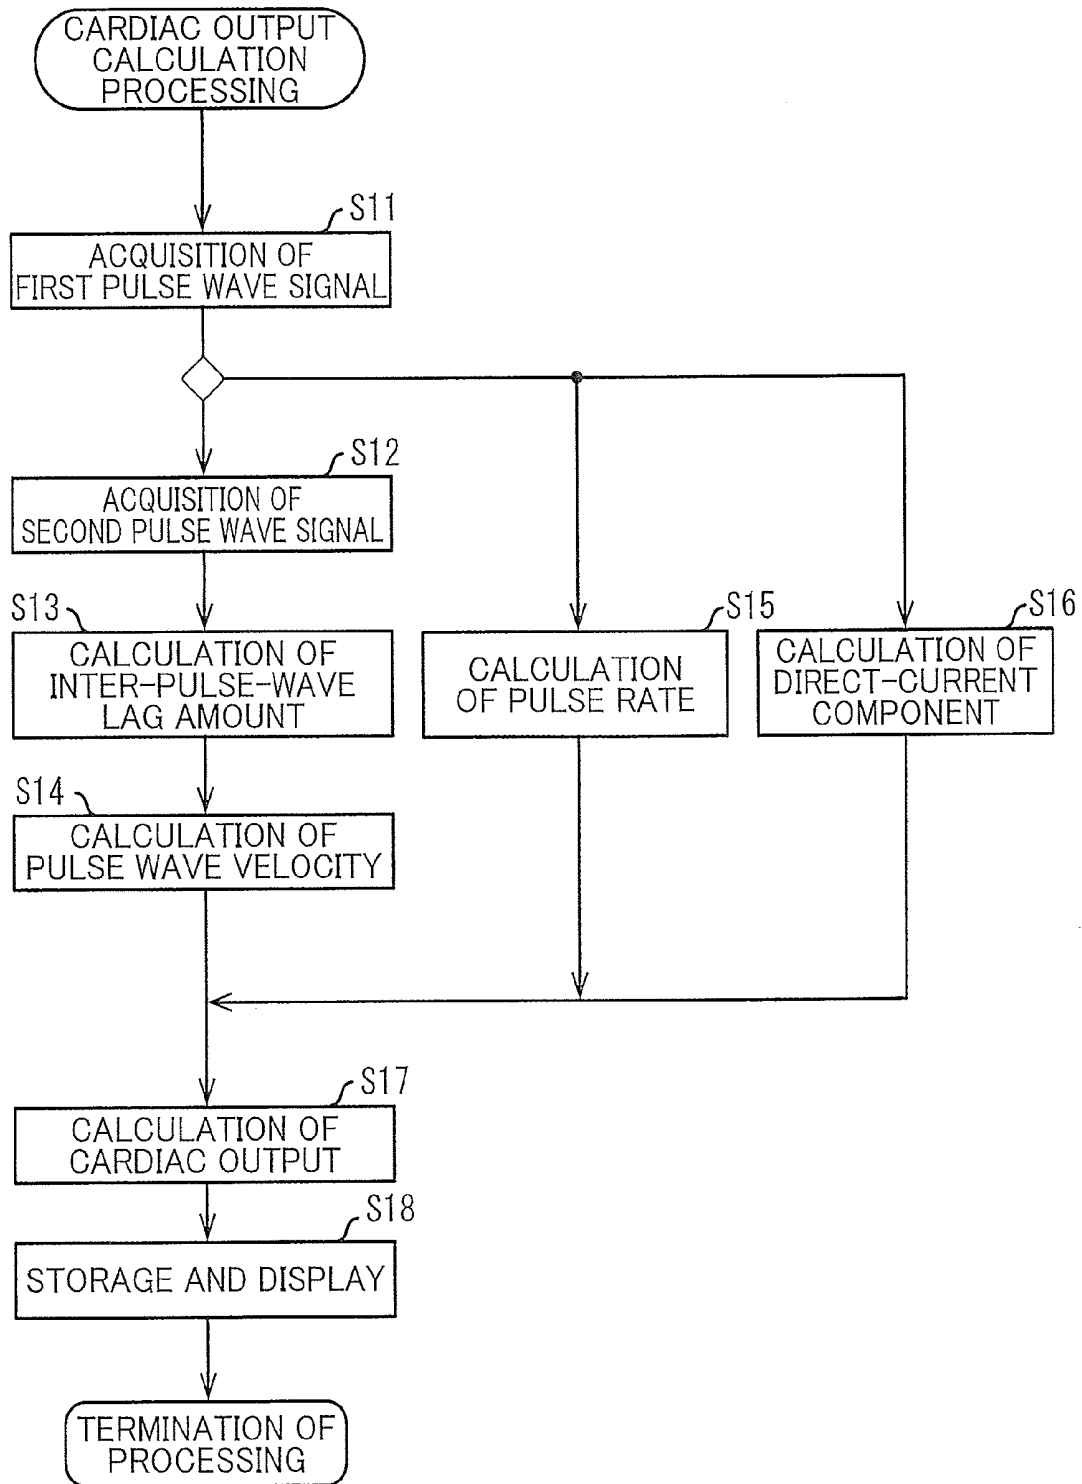 CARDIAC OUTPUT
CALCULATION
PROCESSING
S11
ACQUISITION OF
FIRST PULSE WAVE SIGNAL
S12
ACQUISITION OF
SECOND PULSE WAVE SIGNAL
S13
CALCULATION OF
INTER-PULSE-WAVE
LAG AMOUNT
S15
CALCULATION
OF PULSE RATE
S16
CALCULATION OF
DIRECT-CURRENT
COMPONENT
S14
CALCULATION OF
PULSE WAVE VELOCITY
S17
CALCULATION OF
CARDIAC OUTPUT
S18
STORAGE AND DISPLAY
TERMINATION OF
PROCESSING